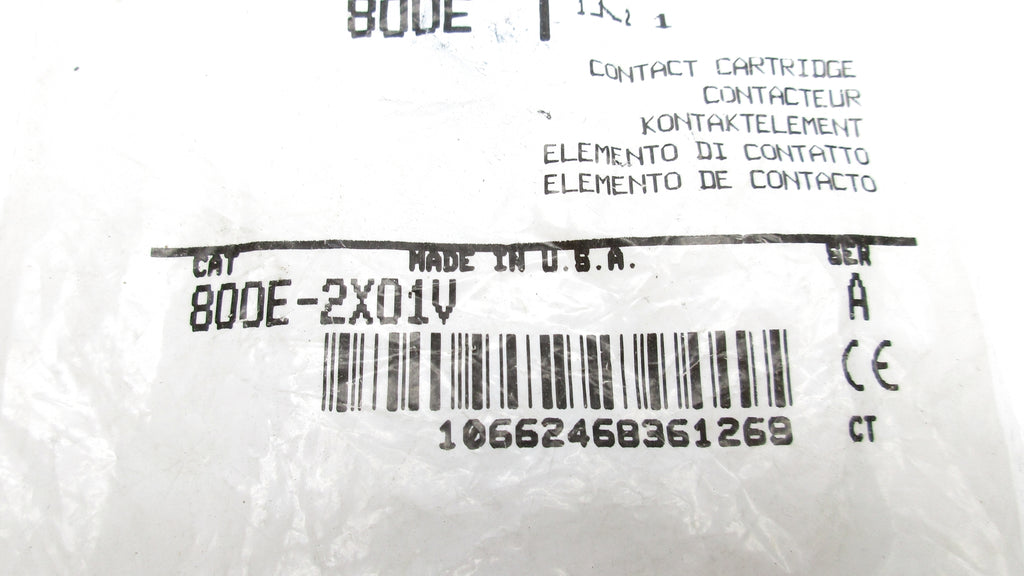 800E
CONTACT CARTRIDGE
CONTACTEUR
KONTAKTELEMENT
ELEMENTO DI CONTATTO
ELEMENTO DE CONTACTO
CAT MADE IN U.S.A. SER
800E-2X01V A
CE
10662468361268 CT